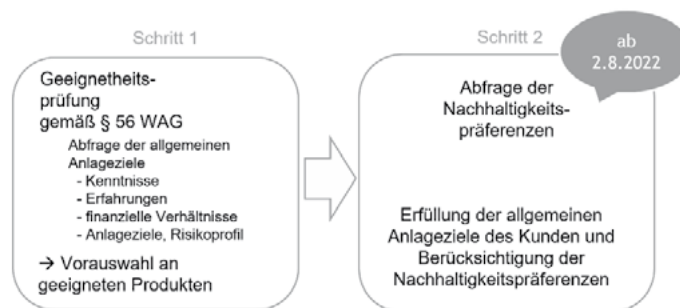 Schritt 1
Geeignetheits-
prüfung
gemäß § 56 WAG
Abfrage der allgemeinen
Anlageziele
- Kenntnisse
- Erfahrungen
- finanzielle Verhältnisse
- Anlageziele, Risikoprofil
→ Vorauswahl an
geeigneten Produkten
Schritt 2
ab
2.8.2022
Abfrage der
Nachhaltigkeits-
präferenzen
Erfüllung der allgemeinen
Anlageziele des Kunden und
Berücksichtigung der
Nachhaltigkeitspräferenzen